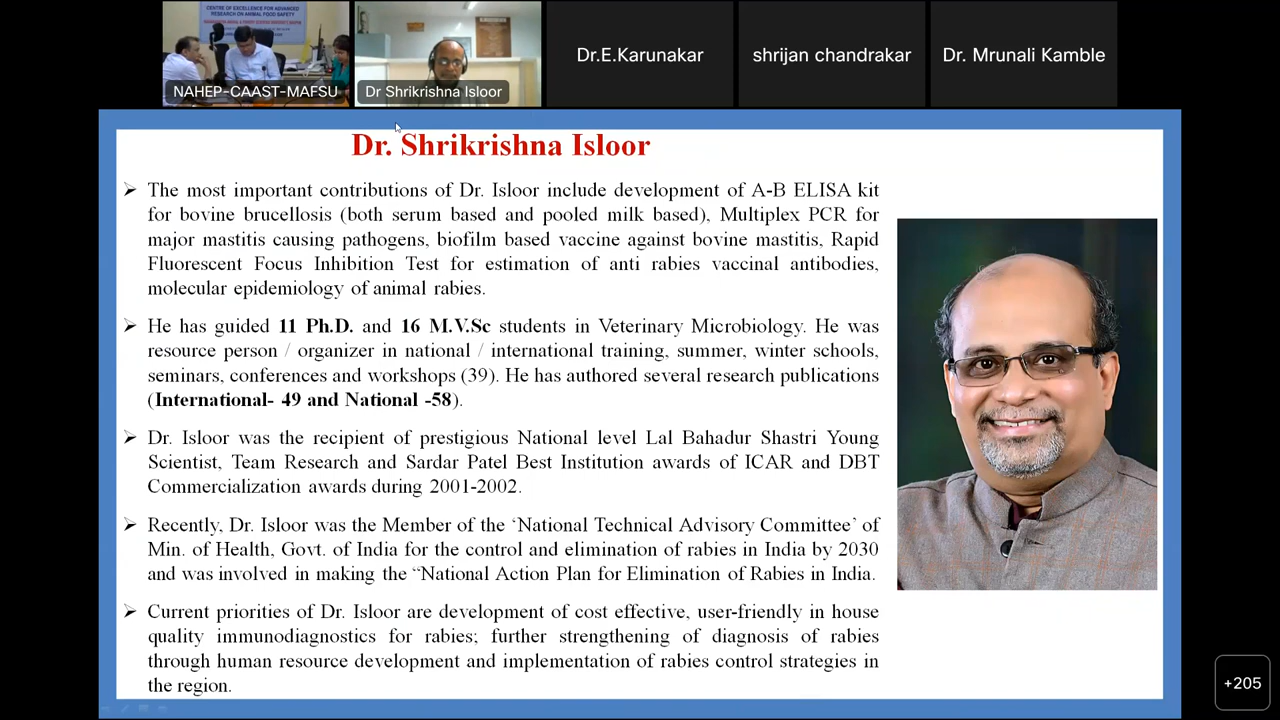 CENTRE OF EXCELLENCE FOR ADVANCED
RESEARCH ON ANIMAL FOOD SAFETY
NAHEP-CAAST-MAFSU
Dr Shrikrishna Isloor
Dr.E.Karunakar
shrijan chandrakar
Dr. Mrunali Kamble
Dr. Shrikrishna Isloor
➢ The most important contributions of Dr. Isloor include development of A-B ELISA kit
for bovine brucellosis (both serum based and pooled milk based), Multiplex PCR for
major mastitis causing pathogens, biofilm based vaccine against bovine mastitis, Rapid
Fluorescent Focus Inhibition Test for estimation of anti rabies vaccinal antibodies,
molecular epidemiology of animal rabies.
➢ He has guided 11 Ph.D. and 16 M.V.Sc students in Veterinary Microbiology. He was
resource person / organizer in national / international training, summer, winter schools,
seminars, conferences and workshops (39). He has authored several research publications
(International- 49 and National -58).
➢ Dr. Isloor was the recipient of prestigious National level Lal Bahadur Shastri Young
Scientist, Team Research and Sardar Patel Best Institution awards of ICAR and DBT
Commercialization awards during 2001-2002.
➢ Recently, Dr. Isloor was the Member of the ‘National Technical Advisory Committee’ of
Min. of Health, Govt. of India for the control and elimination of rabies in India by 2030
and was involved in making the “National Action Plan for Elimination of Rabies in India.
➢ Current priorities of Dr. Isloor are development of cost effective, user-friendly in house
quality immunodiagnostics for rabies; further strengthening of diagnosis of rabies
through human resource development and implementation of rabies control strategies in
the region.
+205